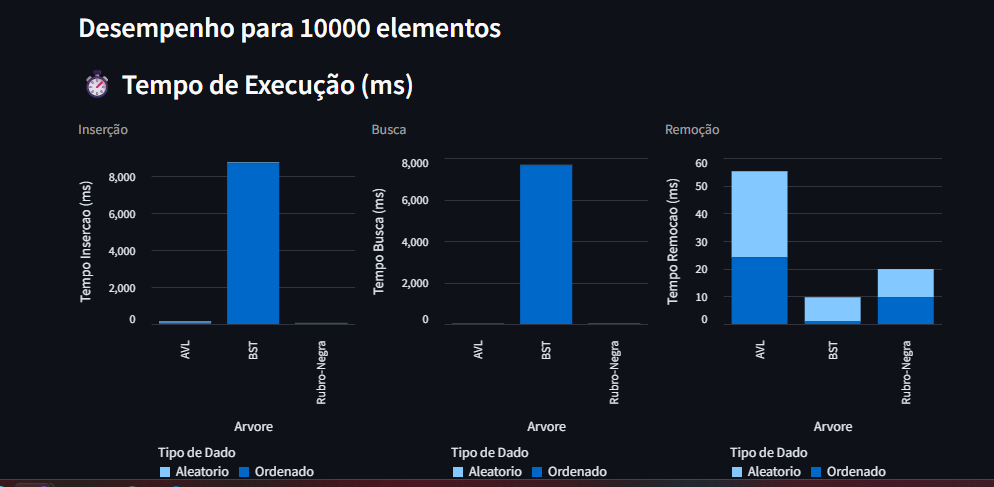 Desempenho para 10000 elementos
Tempo de Execução (ms)
Inserção
Tempo Insercao (ms)
8,000
6,000
4,000
2,000
0
AVL
BST
Rubro-Negra
Arvore
Tipo de Dado
Aleatorio Ordenado
Busca
Tempo Busca (ms)
8,000
6,000
4,000
2,000
0
AVL
BST
Rubro-Negra
Arvore
Tipo de Dado
Aleatorio Ordenado
Remoção
Tempo Remocao (ms)
60
50
40
30
20
10
0
AVL
BST
Rubro-Negra
Arvore
Tipo de Dado
Aleatorio Ordenado